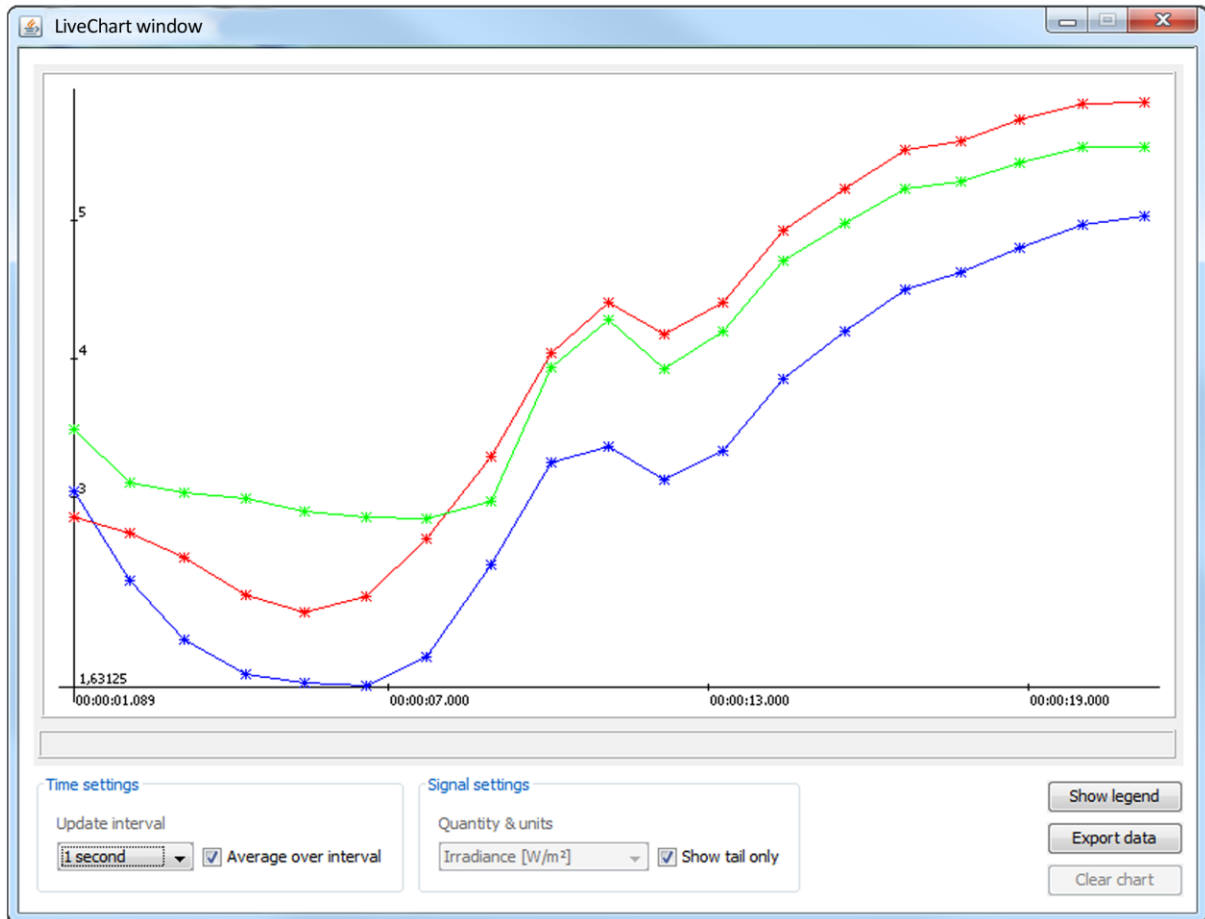 LiveChart window
5
4
3
1,63125
00:00:01.089 00:00:07.000 00:00:13.000 00:00:19.000
Time settings
Update interval
1 second Average over interval
Signal settings
Quantity & units
Irradiance [W/m²] Show tail only
Show legend
Export data
Clear chart